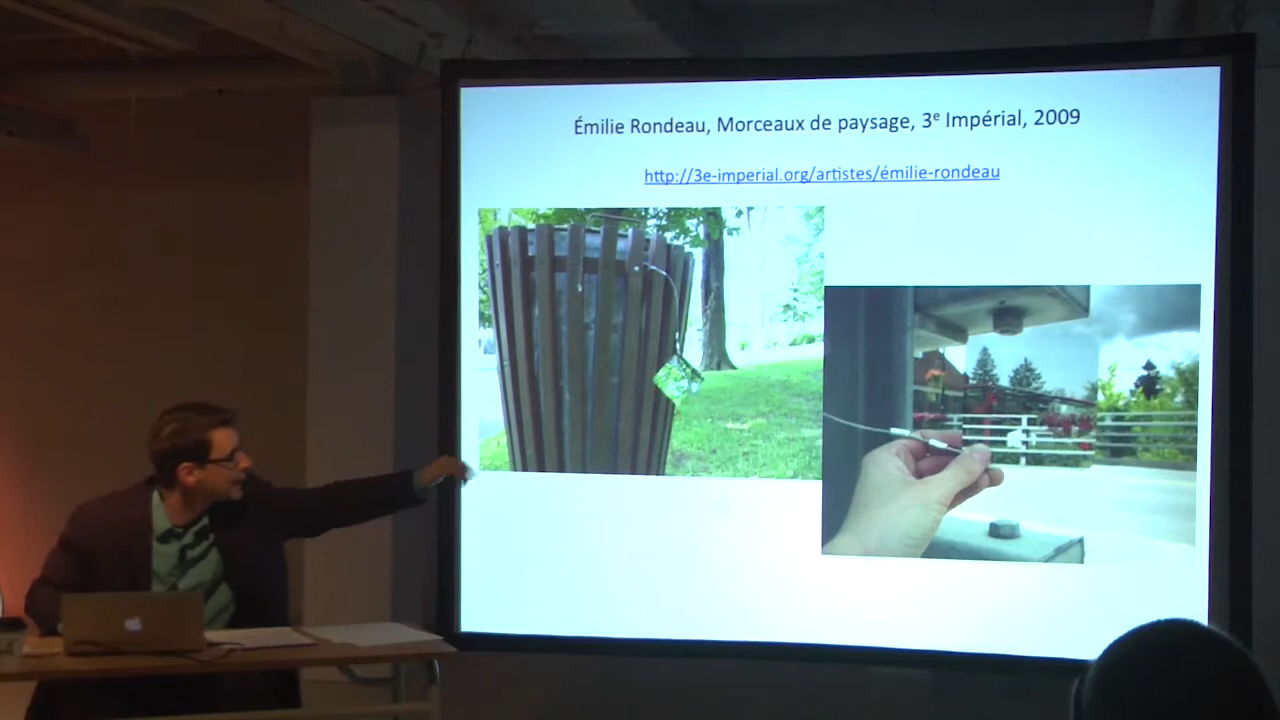 Émilie Rondeau, Morceaux de paysage, 3e Impérial, 2009
http://3e-imperial.org/artistes/émilie-rondeau